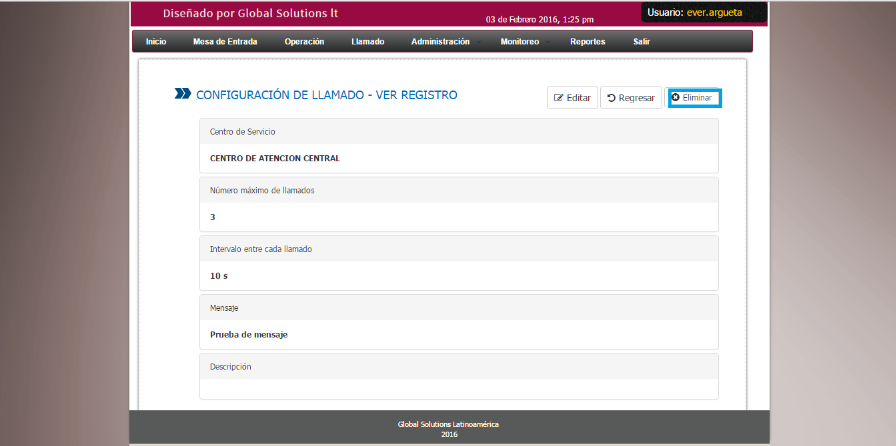 Diseñado por Global Solutions lt
03 de Febrero 2016, 1:25 pm
Usuario: ever.argueta
Inicio Mesa de Entrada Operación Llamado Administración Monitoreo Reportes Salir
CONFIGURACIÓN DE LLAMADO - VER REGISTRO
Editar Regresar Eliminar
Centro de Servicio
CENTRO DE ATENCION CENTRAL
Número máximo de llamados
3
Intervalo entre cada llamado
10 s
Mensaje
Prueba de mensaje
Descripción
Global Solutions Latinoamérica
2016